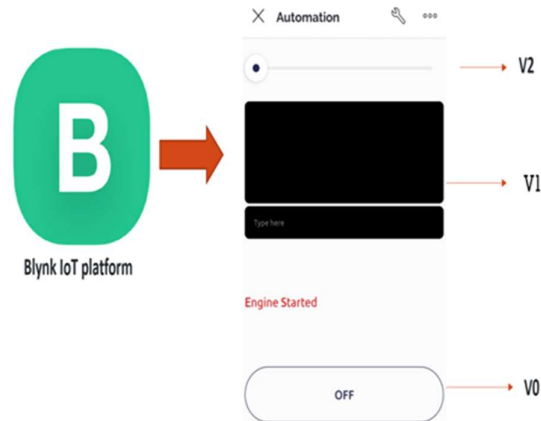 Automation
V2
B
V1
Type here
Blynk IoT platform
Engine Started
OFF
V0